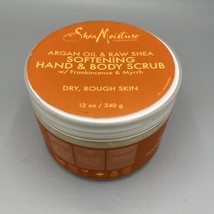 SheaMoisture
ARGAN OIL & RAW SHEA
SOFTENING
HAND & BODY SCRUB
w/ Frankincense & Myrrh
DRY, ROUGH SKIN
12 oz / 340 g